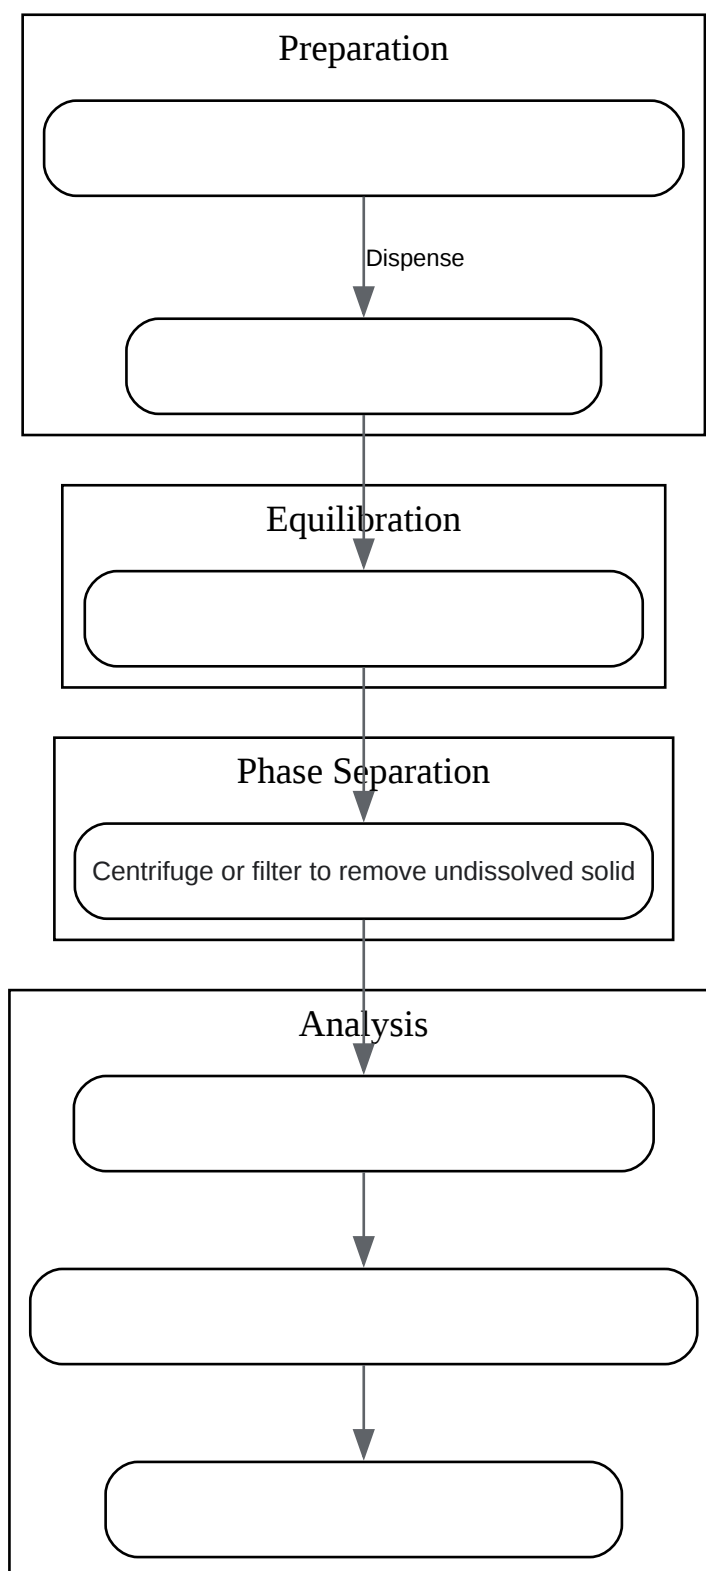 Preparation
Dispense
Equilibration
Phase Separation
Centrifuge or filter to remove undissolved solid
Analysis